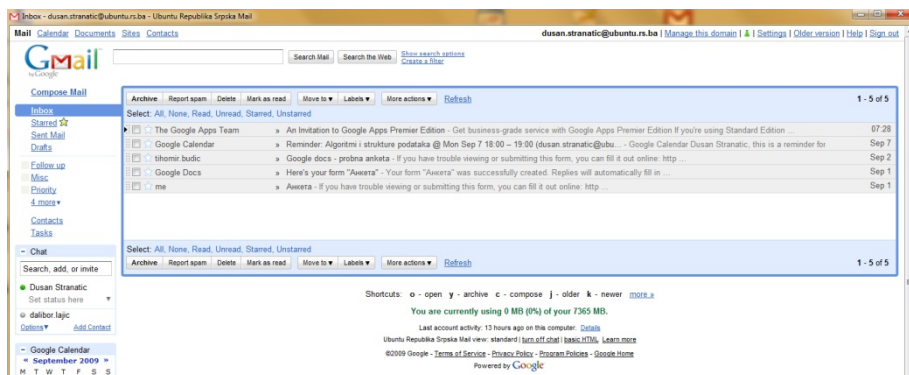 Inbox - dusan.stranatic@ubuntu.rs.ba - Ubuntu Republika Srpska Mail
Mail Calendar Documents Sites Contacts
dusan.stranatic@ubuntu.rs.ba | Manage this domain | Settings | Older version | Help | Sign out
Gmail
by Google
Search Mail Search the Web Show search options
Create a filter
Compose Mail
Inbox
Starred
Sent Mail
Drafts
Follow up
Misc
Priority
4 more▼
Contacts
Tasks
- Chat
Search, add, or invite
Dusan Stranatic
Set status here ▼
dalibor.lajic
Options▼ Add Contact
- Google Calendar
« September 2009 »
M T W T F S S
Archive Report spam Delete Mark as read Move to ▼ Labels ▼ More actions ▼ Refresh 1 - 5 of 5
Select: All, None, Read, Unread, Starred, Unstarred
The Google Apps Team » An Invitation to Google Apps Premier Edition - Get business-grade service with Google Apps Premier Edition If you're using Standard Edition ... 07:28
Google Calendar » Reminder: Algoritmi i strukture podataka @ Mon Sep 7 18:00 – 19:00 (dusan.stranatic@ubu... - Google Calendar Dusan Stranatic, this is a reminder for Sep 7
tihomir.budic » Google docs - probna anketa - If you have trouble viewing or submitting this form, you can fill it out online: http ... Sep 2
Google Docs » Here's your form "Анкета" - Your form "Анкета" was successfully created. Replies will automatically fill in ... Sep 1
me » Анкета - If you have trouble viewing or submitting this form, you can fill it out online: http ... Sep 1
Select: All, None, Read, Unread, Starred, Unstarred
Archive Report spam Delete Mark as read Move to ▼ Labels ▼ More actions ▼ Refresh 1 - 5 of 5
Shortcuts: o - open y - archive c - compose j - older k - newer more »
You are currently using 0 MB (0%) of your 7365 MB.
Last account activity: 13 hours ago on this computer. Details
Ubuntu Republika Srpska Mail view: standard | turn off chat | basic HTML Learn more
©2009 Google - Terms of Service - Privacy Policy - Program Policies - Google Home
Powered by Google